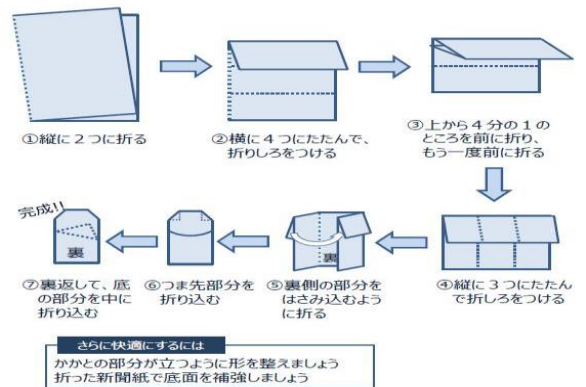 ①縦に2つに折る
②横に4つにたたんで、
折りしろをつける
③上から4分の1の
ところを前に折り、
もう一度前に折る
④縦に3つにたたん
で折しろをつける
裏
⑤裏側の部分を
はさみ込むよう
に折る
⑥つま先部分を
折り込む
完成!!
裏
⑦裏返して、底
の部分を中に
折り込む
さらに快適にするには
かかとの部分が立つように形を整えましょう
折った新聞紙で底面を補強しましょう